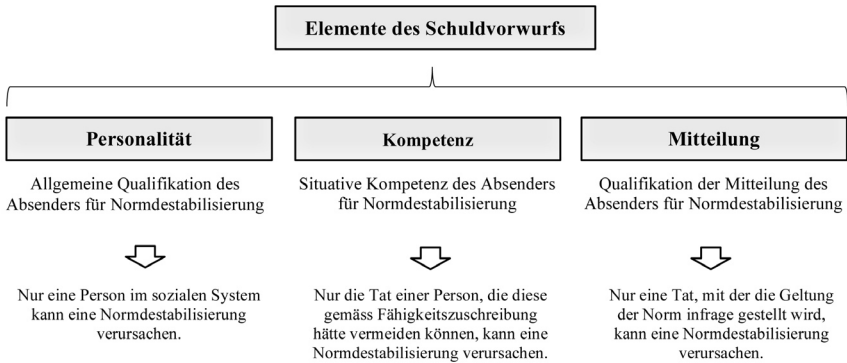 Elemente des Schuldvorwurfs
Personalität
Allgemeine Qualifikation des
Absenders für Normdestabilisierung
Nur eine Person im sozialen System
kann eine Normdestabilisierung
verursachen.
Kompetenz
Situative Kompetenz des Absenders
für Normdestabilisierung
Nur die Tat einer Person, die diese
gemäss Fähigkeitszuschreibung
hätte vermeiden können, kann eine
Normdestabilisierung verursachen.
Mitteilung
Qualifikation der Mitteilung des
Absenders für Normdestabilisierung
Nur eine Tat, mit der die Geltung
der Norm infrage gestellt wird,
kann eine Normdestabilisierung
verursachen.